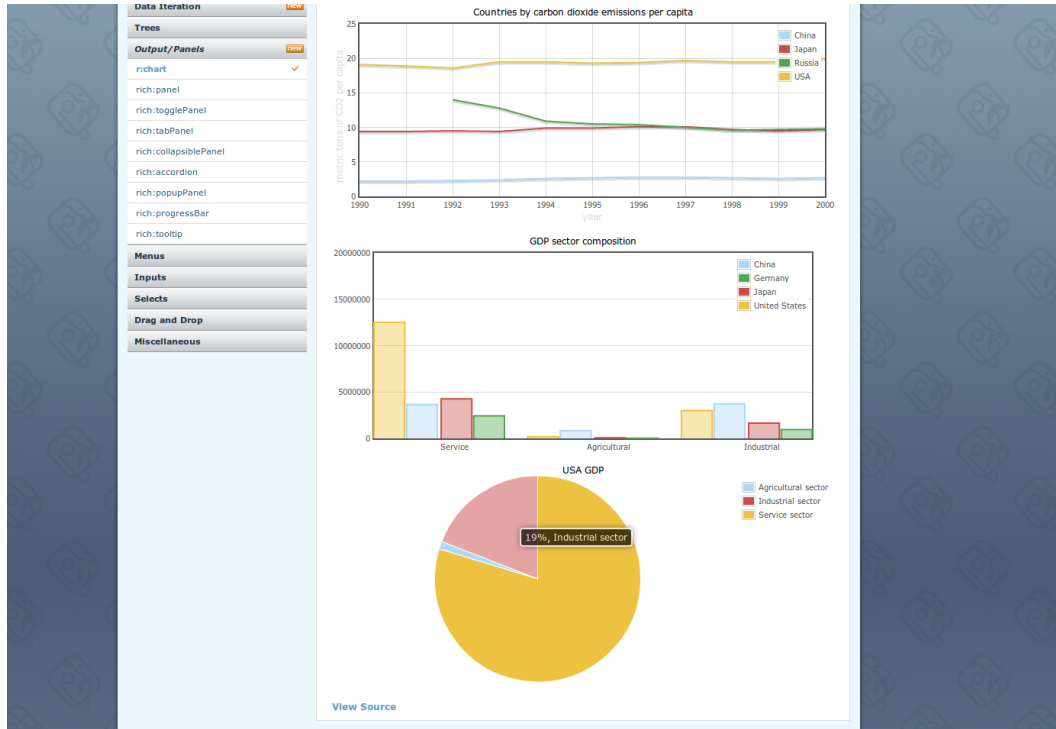 Data Iteration new
Trees
Output/Panels new
r:chart
rich:panel
rich:togglePanel
rich:tabPanel
rich:collapsiblePanel
rich:accordion
rich:popupPanel
rich:progressBar
rich:tooltip
Menus
Inputs
Selects
Drag and Drop
Miscellaneous
Countries by carbon dioxide emissions per capita
metric tons of CO2 per capita
25
20
15
10
5
0
1990 1991 1992 1993 1994 1995 1996 1997 1998 1999 2000
year
China
Japan
Russia
USA
GDP sector composition
20000000
15000000
10000000
5000000
0
Service Agricultural Industrial
China
Germany
Japan
United States
USA GDP
Agricultural sector
Industrial sector
Service sector
19%, Industrial sector
View Source